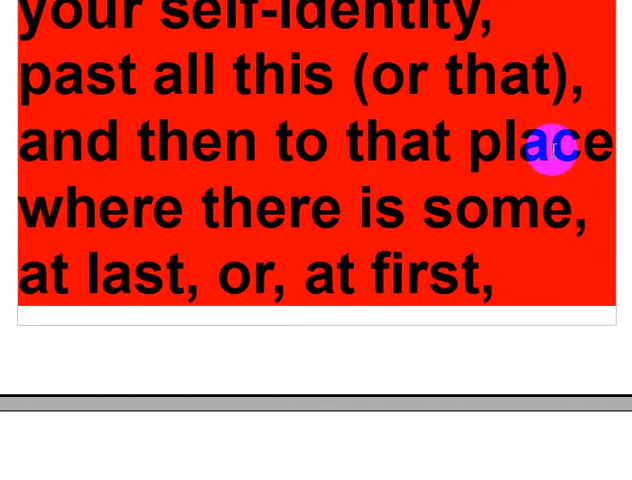 your self-identity,
past all this (or that),
and then to that place
where there is some,
at last, or, at first,